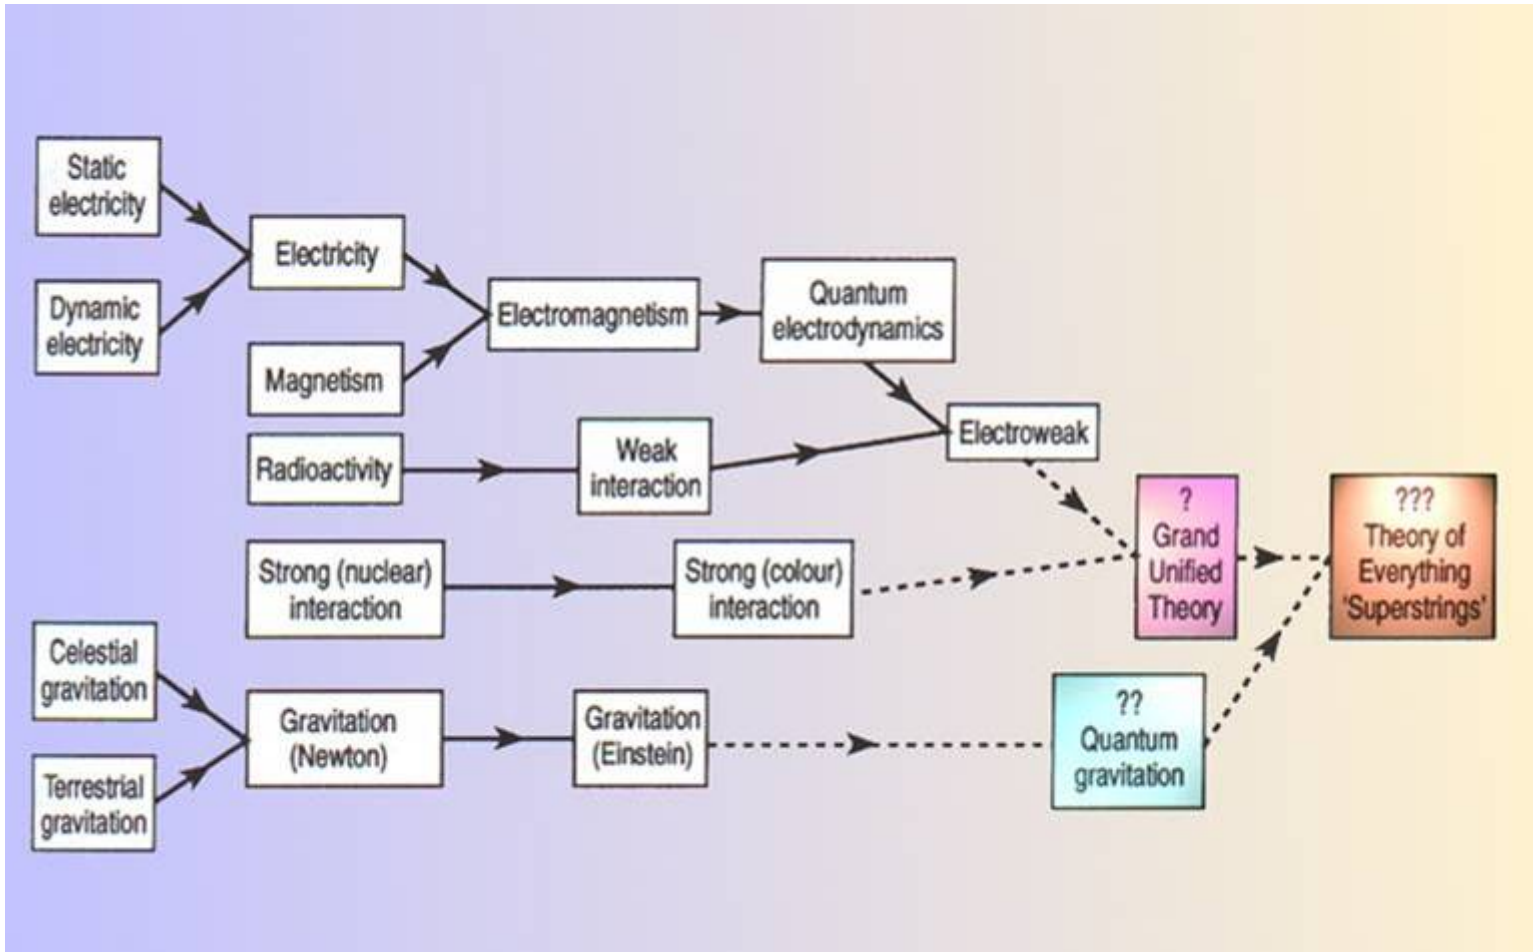 Static
electricity
Dynamic
electricity
Electricity
Magnetism
Electromagnetism
Quantum
electrodynamics
Radioactivity
Weak
interaction
Electroweak
Strong (nuclear)
interaction
Strong (colour)
interaction
?
Grand
Unified
Theory
???
Theory of
Everything
'Superstrings'
Celestial
gravitation
Terrestrial
gravitation
Gravitation
(Newton)
Gravitation
(Einstein)
??
Quantum
gravitation